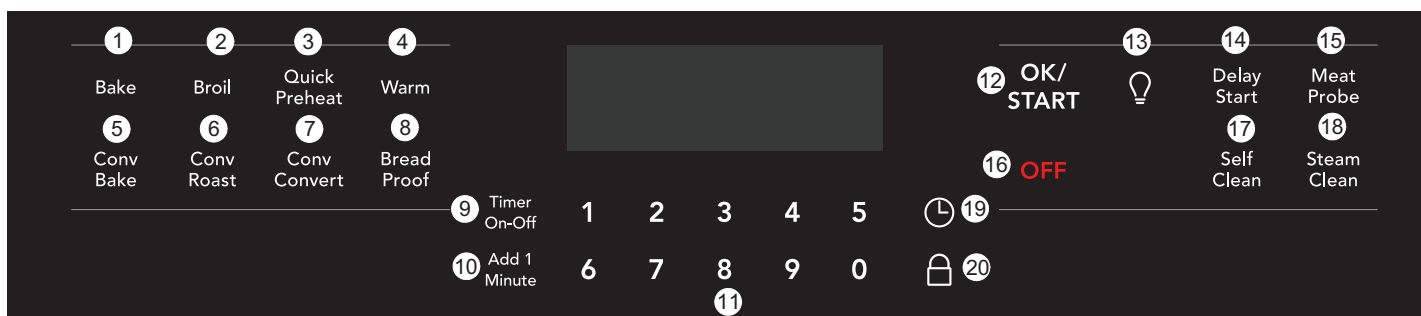 1
2
3
4
Bake
Broil
Quick
Preheat
Warm
5
6
7
8
Conv
Bake
Conv
Roast
Conv
Convert
Bread
Proof
9
Timer
On-Off
1 2 3 4 5
10
Add 1
Minute
6 7 8 9 0
11
12
OK/
START
13
14
Delay
Start
15
Meat
Probe
16
OFF
17
Self
Clean
18
Steam
Clean
19
20